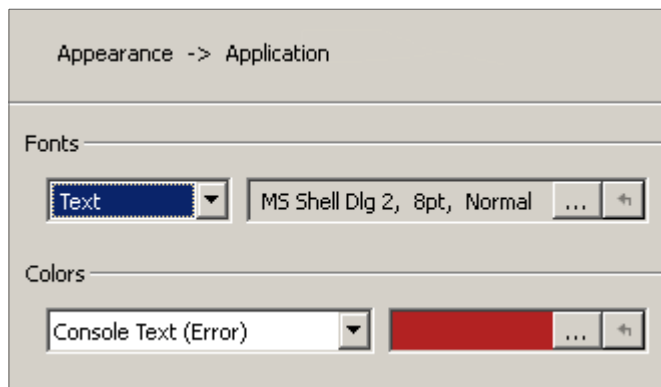 Appearance -> Application
Fonts
Text MS Shell Dlg 2, 8pt, Normal ...
Colors
Console Text (Error) ...